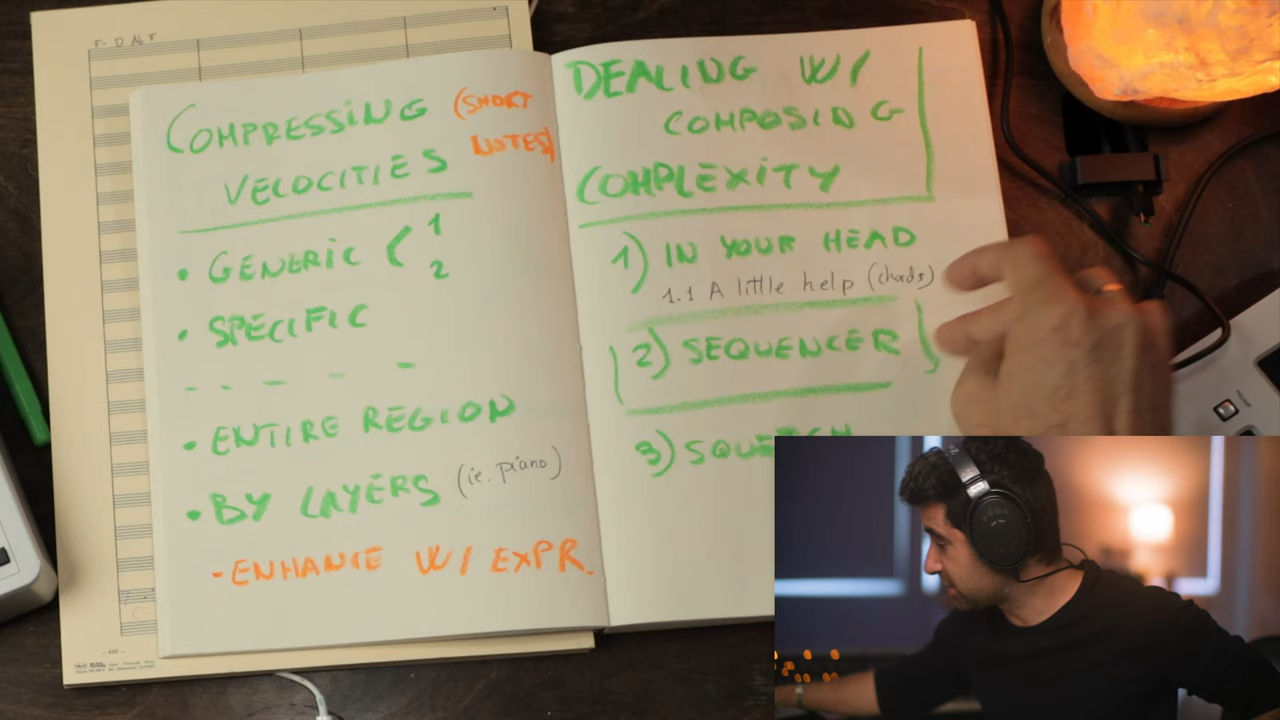 COMPRESSING (SHORT
NOTES)
VELOCITIES
• GENERIC < 1
2
• SPECIFIC
- - - - -
• ENTIRE REGION
• BY LAYERS (ie. piano)
- ENHANCE W/ EXPR.
DEALING W/
COMPOSING
COMPLEXITY
1) IN YOUR HEAD
1.1 A little help (chords)
2) SEQUENCER
3)